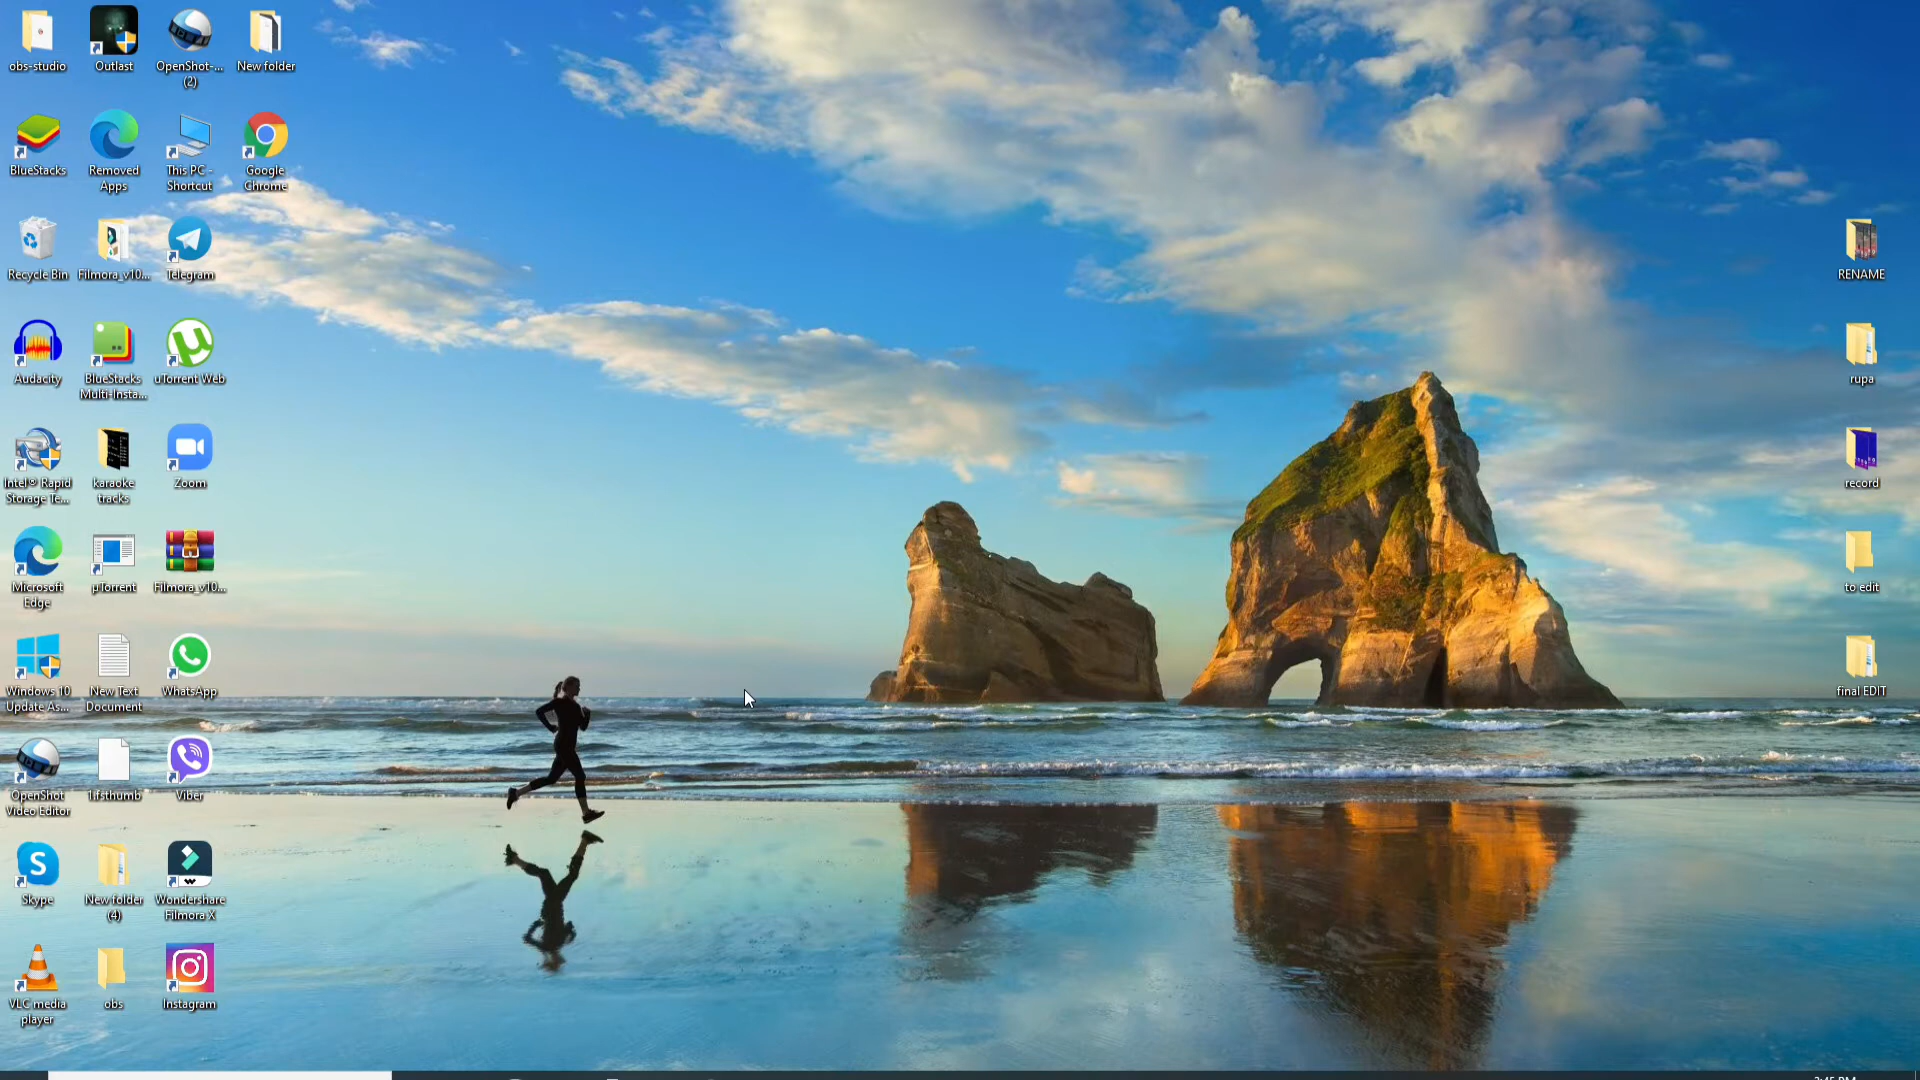 obs-studio
Outlast
OpenShot-...
(2)
New folder
BlueStacks
Removed
Apps
This PC -
Shortcut
Google
Chrome
Recycle Bin
Filmora_v10...
Telegram
RENAME
Audacity
BlueStacks
Multi-Insta...
uTorrent Web
rupa
Intel® Rapid
Storage Te...
karaoke
tracks
Zoom
record
Microsoft
Edge
µTorrent
Filmora_v10...
to edit
Windows 10
Update As...
New Text
Document
WhatsApp
final EDIT
OpenShot
Video Editor
1.fsthumb
Viber
Skype
New folder
(4)
Wondershare
Filmora X
VLC media
player
obs
Instagram